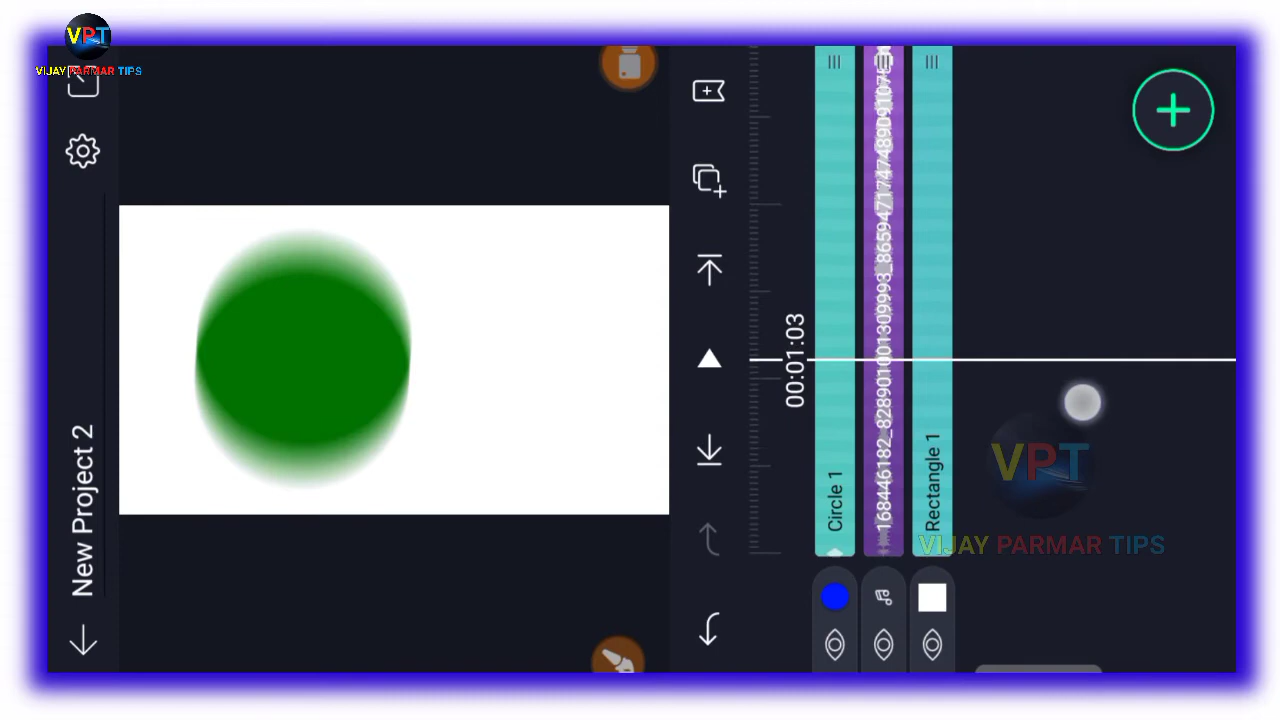 VPT
VIJAY PARMAR TIPS
New Project 2
00:01:03
Circle 1
Rectangle 1
VPT
VIJAY PARMAR TIPS